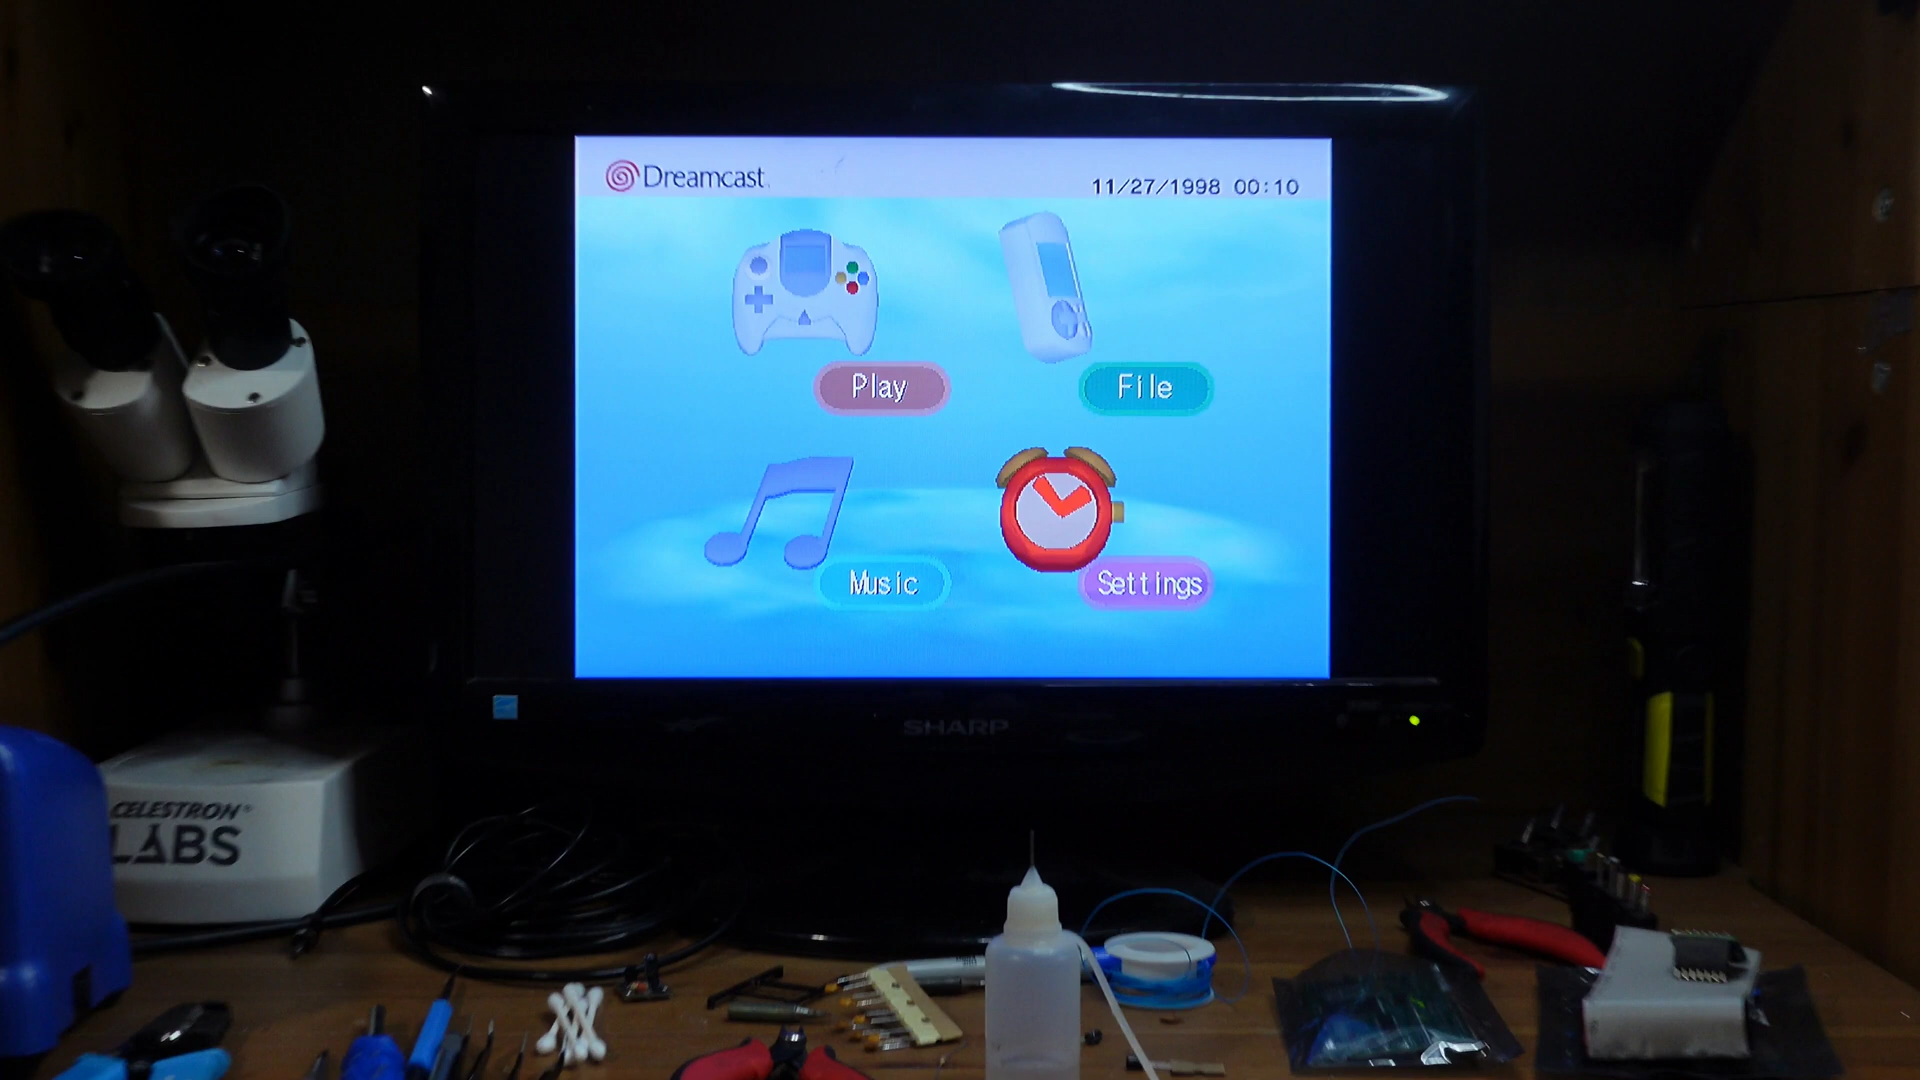 Dreamcast
11/27/1998 00:10
Play
File
Music
Settings
SHARP
CELESTRON®
LABS